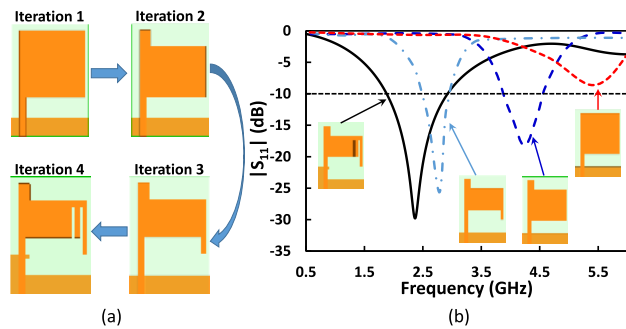 Iteration 1
Iteration 2
Iteration 4
Iteration 3
(a)
|S11| (dB)
0
-5
-10
-15
-20
-25
-30
-35
0.5
1.5
2.5
3.5
4.5
5.5
Frequency (GHz)
(b)